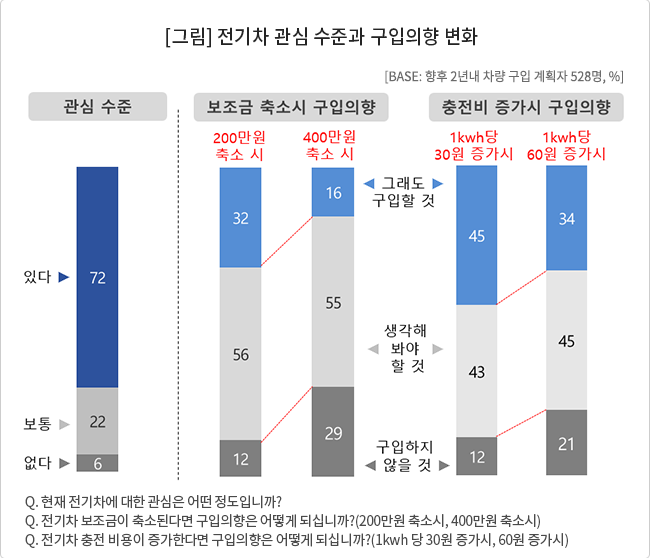 [그림] 전기차 관심 수준과 구입의향 변화
[BASE: 향후 2년내 차량 구입 계획자 528명, %]
관심 수준
보조금 축소시 구입의향
충전비 증가시 구입의향
200만원
축소 시
400만원
축소 시
1kwh당
30원 증가시
1kwh당
60원 증가시
있다
72
보통
22
없다
6
32
56
12
16
55
29
그래도
구입할 것
생각해
봐야
할 것
구입하지
않을 것
45
43
12
34
45
21
Q. 현재 전기차에 대한 관심은 어떤 정도입니까?
Q. 전기차 보조금이 축소된다면 구입의향은 어떻게 되십니까?(200만원 축소시, 400만원 축소시)
Q. 전기차 충전 비용이 증가한다면 구입의향은 어떻게 되십니까?(1kwh 당 30원 증가시, 60원 증가시)